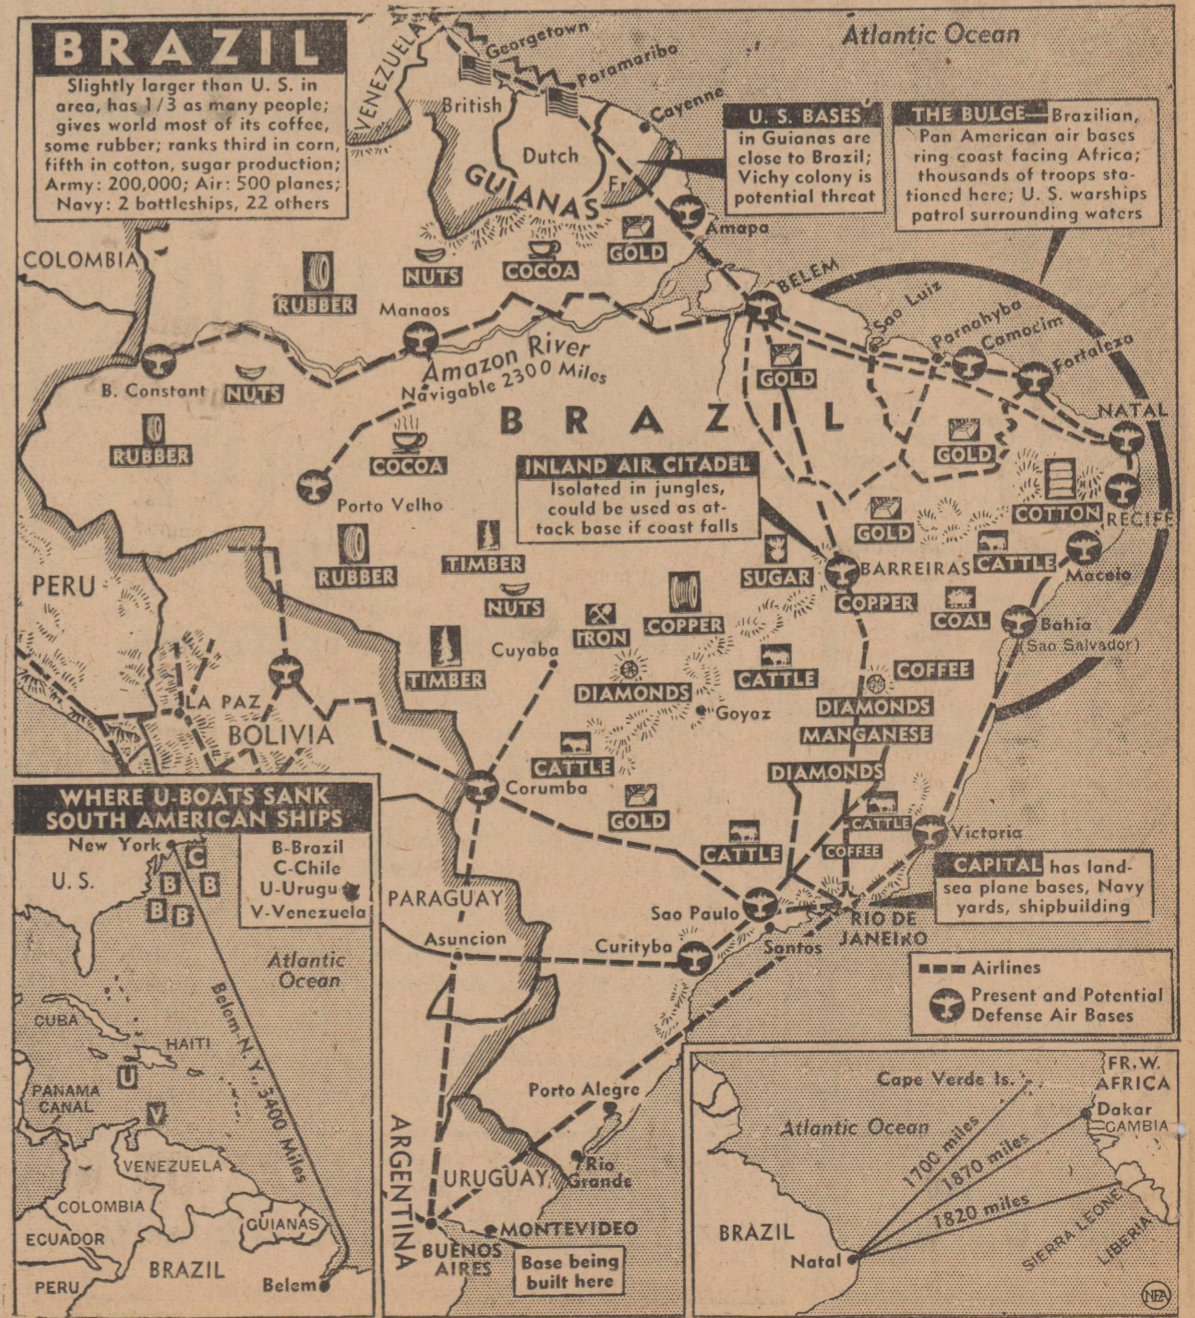 BRAZIL
Slightly larger than U. S. in
area, has 1/3 as many people;
gives world most of its coffee,
some rubber; ranks third in corn,
fifth in cotton, sugar production;
Army: 200,000; Air: 500 planes;
Navy: 2 battleships, 22 others
Atlantic Ocean
VENEZUELA
Georgetown
Paramaribo
Cayenne
British
Dutch
Fr.
GUIANAS
U. S. BASES
in Guianas are
close to Brazil;
Vichy colony is
potential threat
THE BULGE—Brazilian,
Pan American air bases
ring coast facing Africa;
thousands of troops sta-
tioned here; U. S. warships
patrol surrounding waters
COLOMBIA
Amapa
GOLD
NUTS
COCOA
RUBBER
BELEM
Manaos
Sao Luiz
Parnahyba
Camocim
Fortaleza
Amazon River
Navigable 2300 Miles
B. Constant
NUTS
GOLD
NATAL
BRAZIL
RUBBER
COCOA
GOLD
INLAND AIR CITADEL
Isolated in jungles,
could be used as at-
tack base if coast falls
Porto Velho
COTTON
RECIFE
GOLD
PERU
RUBBER
TIMBER
SUGAR
BARREIRAS
CATTLE
Maceio
NUTS
COPPER
COAL
Bahia
(Sao Salvador)
IRON
COPPER
Cuyaba
TIMBER
DIAMONDS
CATTLE
COFFEE
DIAMONDS
LA PAZ
Goyaz
MANGANESE
BOLIVIA
CATTLE
DIAMONDS
Corumba
GOLD
CATTLE
CATTLE
COFFEE
Victoria
WHERE U-BOATS SANK
SOUTH AMERICAN SHIPS
New York
C
U. S.
B
B
B
B
B-Brazil
C-Chile
U-Urugu
V-Venezuela
Atlantic
Ocean
Belem N. Y., 3400 Miles
CUBA
HAITI
U
PANAMA
CANAL
V
VENEZUELA
COLOMBIA
GUIANAS
ECUADOR
BRAZIL
PERU
Belem
CAPITAL has land-
sea plane bases, Navy
yards, shipbuilding
PARAGUAY
Sao Paulo
RIO DE
JANEIRO
Asuncion
Curityba
Santos
Airlines
Present and Potential
Defense Air Bases
Porto Alegre
ARGENTINA
URUGUAY
Rio
Grande
MONTEVIDEO
BUENOS
AIRES
Base being
built here
Cape Verde Is.
FR. W.
AFRICA
Dakar
GAMBIA
Atlantic Ocean
1700 miles
1870 miles
1820 miles
BRAZIL
SIERRA LEONE
LIBERIA
Natal
NEA